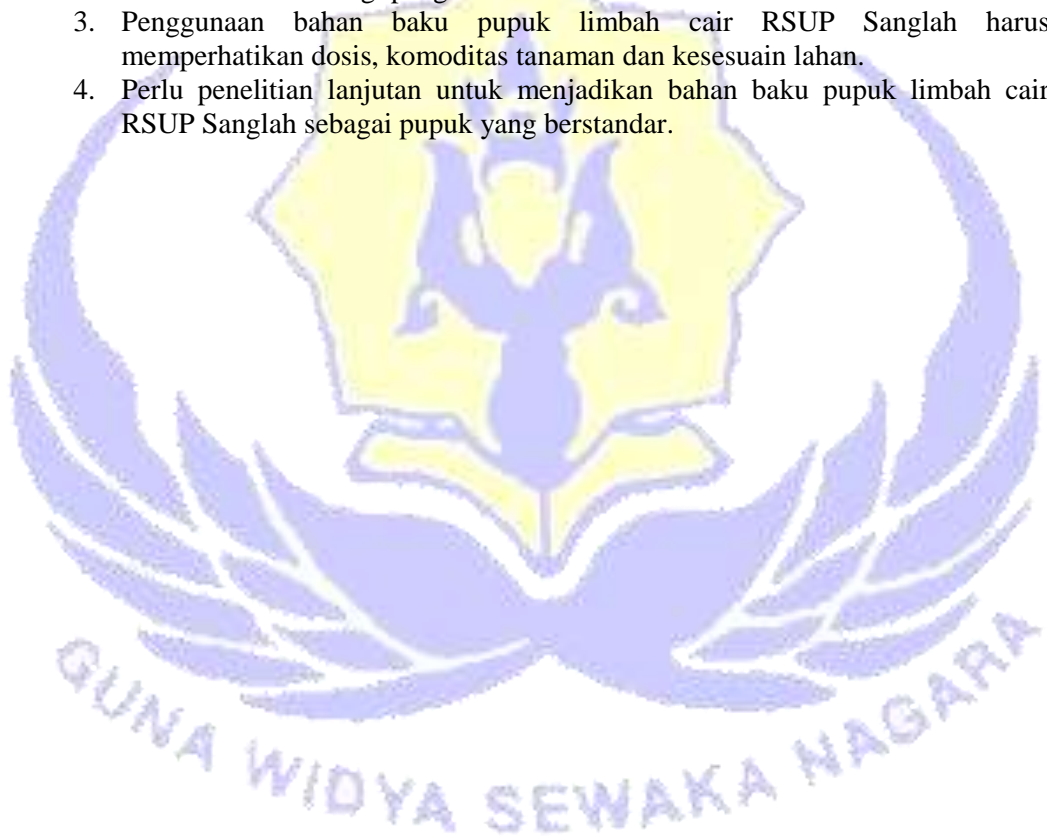 3. Penggunaan bahan baku pupuk limbah cair RSUP Sanglah harus
memperhatikan dosis, komoditas tanaman dan kesesuain lahan.
4. Perlu penelitian lanjutan untuk menjadikan bahan baku pupuk limbah cair
RSUP Sanglah sebagai pupuk yang berstandar.
GUNA WIDYA SEWAKA NAGARA